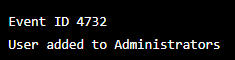 Event ID 4732
User added to Administrators